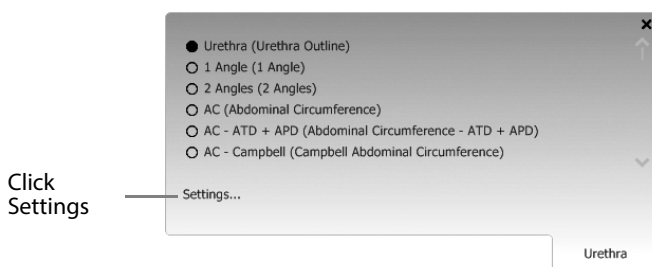 Urethra (Urethra Outline)
1 Angle (1 Angle)
2 Angles (2 Angles)
AC (Abdominal Circumference)
AC - ATD + APD (Abdominal Circumference - ATD + APD)
AC - Campbell (Campbell Abdominal Circumference)
Click
Settings
Settings...
Urethra